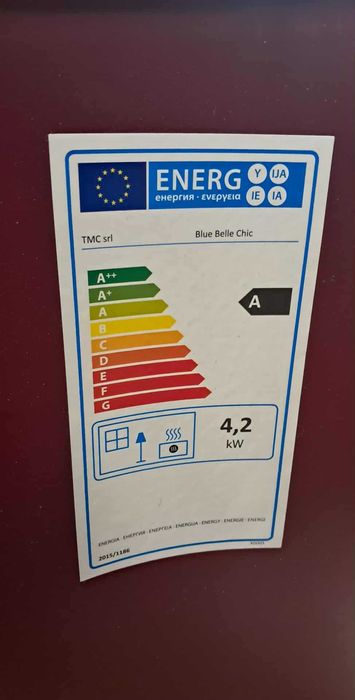 ENERG Y IJA
енергия · ενεργεια IE IA
TMC srl Blue Belle Chic
A++
A+
A
B
C
D
E
F
G
A
4,2
kW
ENERGIA · ЕНЕРГИЯ · ΕΝΕΡΓΕΙΑ · ENERGIJA · ENERGY · ENERGIE · ENERGI
2015/1186